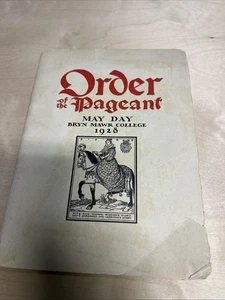 Order
of the Pageant
MAY DAY
BRYN MAWR COLLEGE
1928